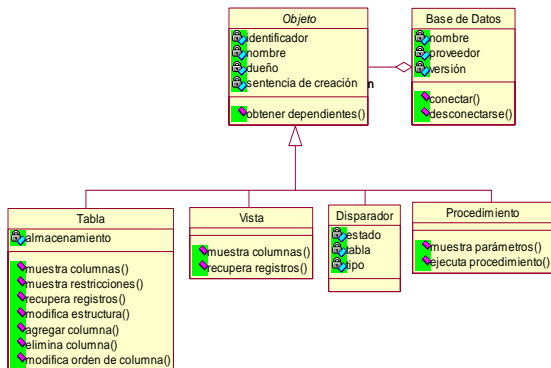 Objeto
identificador
nombre
dueño
sentencia de creación
n
obtener dependientes()
Base de Datos
nombre
proveedor
versión
conectar()
desconectarse()
Tabla
almacenamiento
muestra columnas()
muestra restricciones()
recupera registros()
modifica estructura()
agregar columna()
elimina columna()
modifica orden de columna()
Vista
muestra columnas()
recupera registros()
Disparador
estado
tabla
tipo
Procedimiento
muestra parámetros()
ejecuta procedimiento()